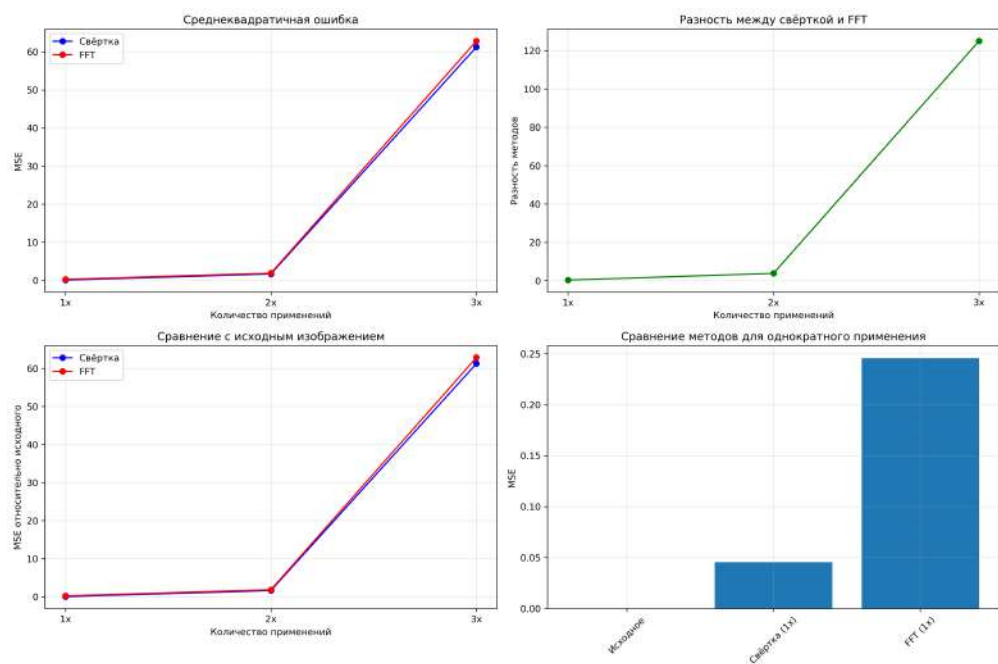 Среднеквадратичная ошибка
Свёртка
FFT
MSE
60
50
40
30
20
10
0
1x
2x
3x
Количество применений
Разность между свёрткой и FFT
Разность методов
120
100
80
60
40
20
0
1x
2x
3x
Количество применений
Сравнение с исходным изображением
Свёртка
FFT
MSE относительно исходного
60
50
40
30
20
10
0
1x
2x
3x
Количество применений
Сравнение методов для однократного применения
MSE
0.25
0.20
0.15
0.10
0.05
0.00
Исходное
Свёртка (1x)
FFT (1x)